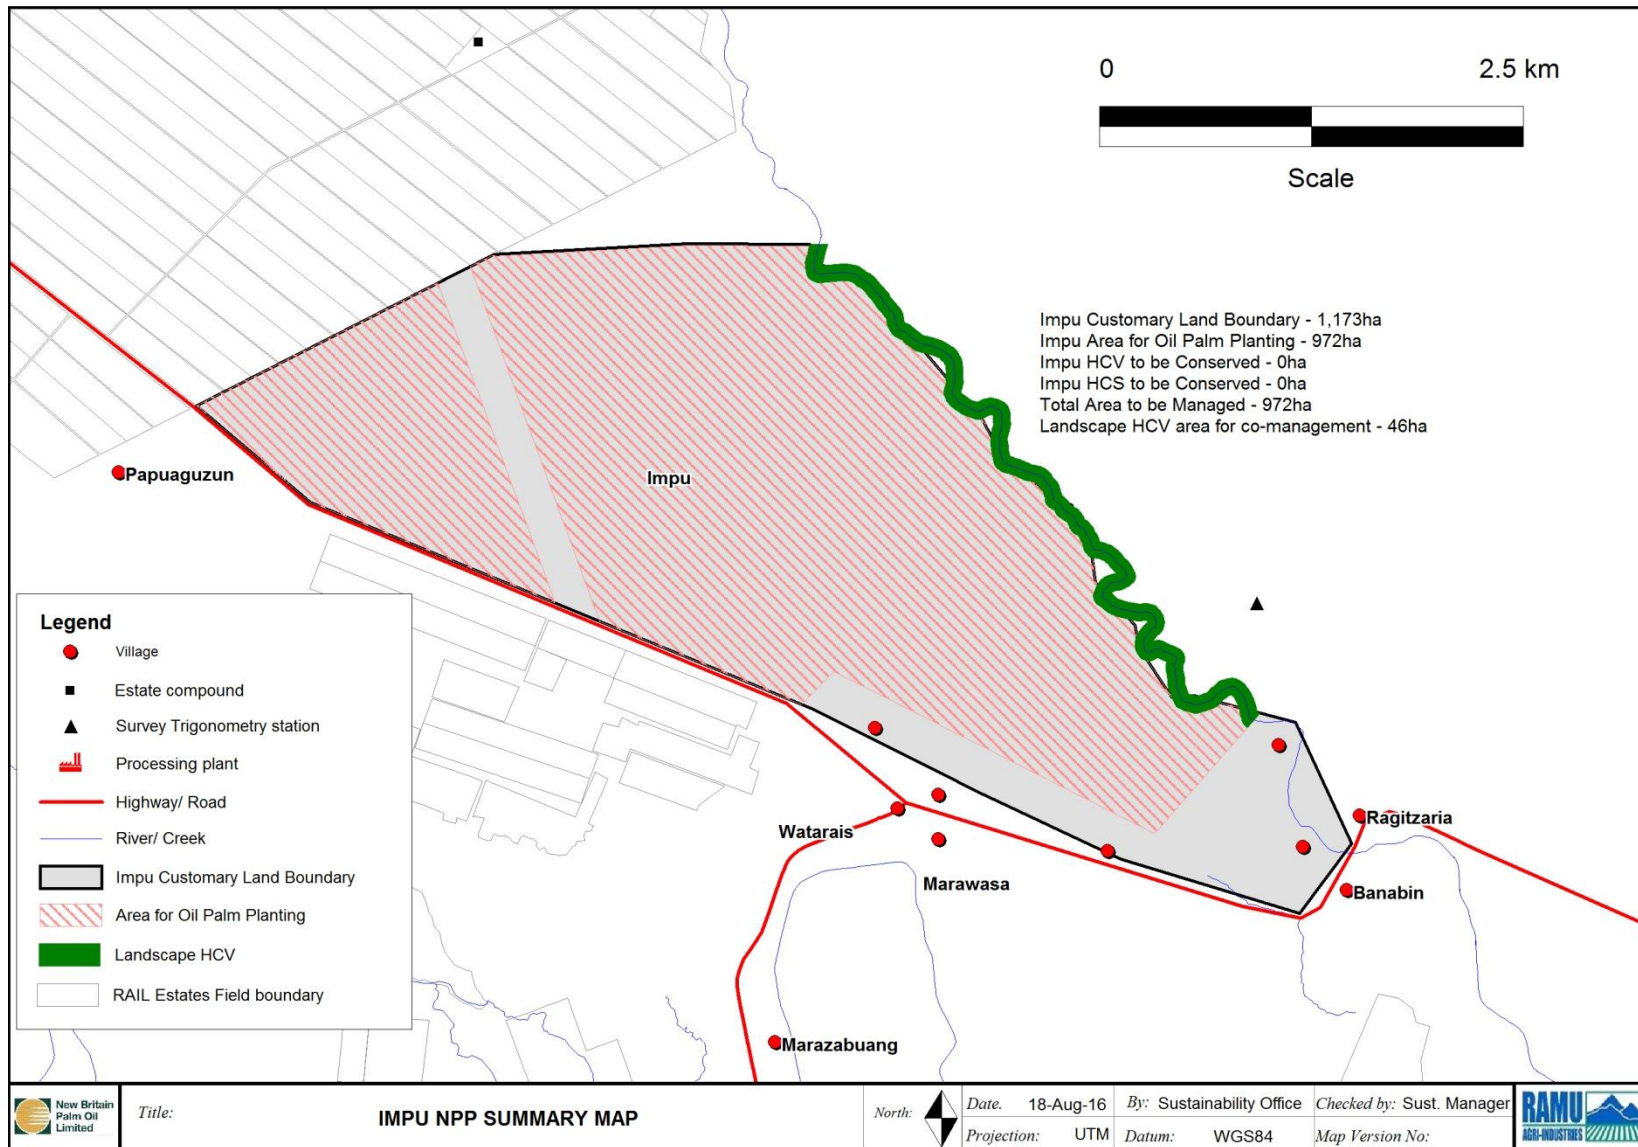 0 2.5 km
Scale
Impu Customary Land Boundary - 1,173ha
Impu Area for Oil Palm Planting - 972ha
Impu HCV to be Conserved - 0ha
Impu HCS to be Conserved - 0ha
Total Area to be Managed - 972ha
Landscape HCV area for co-management - 46ha
Papuaguzun
Impu
Legend
Village
Estate compound
Survey Trigonometry station
Processing plant
Highway/ Road
River/ Creek
Impu Customary Land Boundary
Area for Oil Palm Planting
Landscape HCV
RAIL Estates Field boundary
Watarais
Marawasa
Ragitzaria
Banabin
Marazabuang
New Britain
Palm Oil
Limited
Title:
IMPU NPP SUMMARY MAP
North:
Date. 18-Aug-16
By: Sustainability Office
Checked by: Sust. Manager
Projection: UTM
Datum: WGS84
Map Version No:
RAMU
AGRI-INDUSTRIES